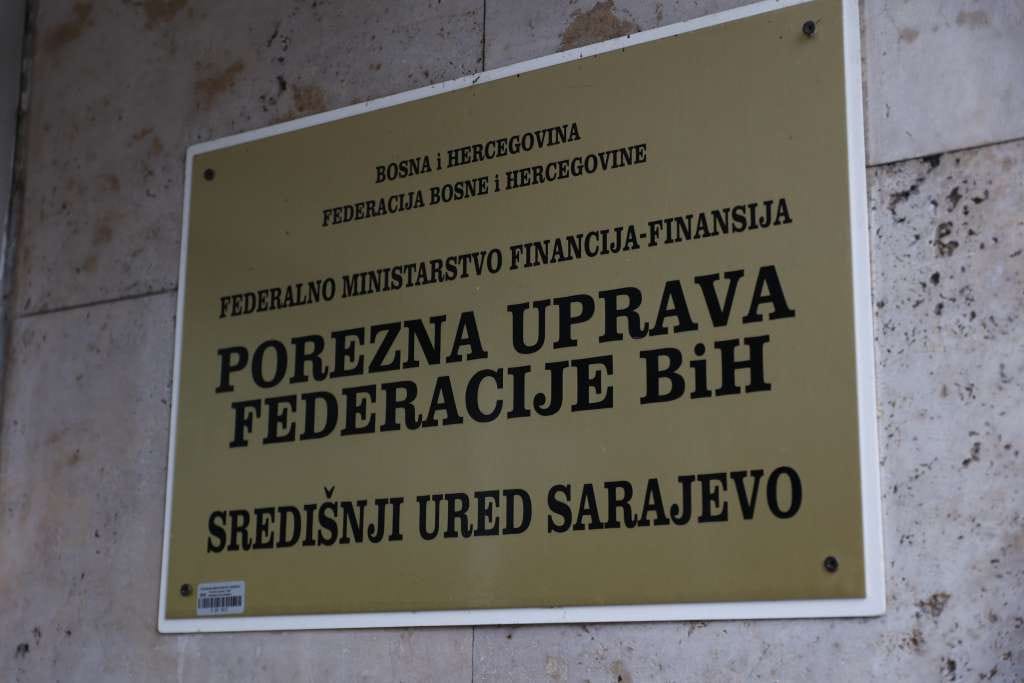 BOSNA i HERCEGOVINA
FEDERACIJA BOSNE i HERCEGOVINE
FEDERALNO MINISTARSTVO FINANCIJA-FINANSIJA
POREZNA UPRAVA
FEDERACIJE BiH
SREDIŠNJI URED SARAJEVO